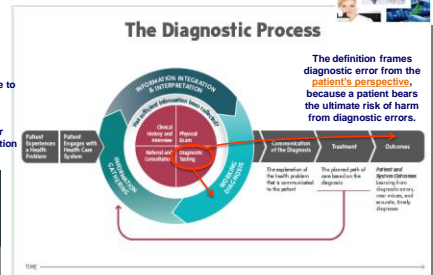 The Diagnostic Process
The definition frames
diagnostic error from the
patient's perspective,
because a patient bears
the ultimate risk of harm
from diagnostic errors.
e to
r
tion
INFORMATION INTEGRATION
& INTERPRETATION
Has sufficient information been collected?
INFORMATION
GATHERING
WORKING
DIAGNOSIS
Clinical
History and
Interview
Physical
Exam
Referral and
Consultation
Diagnostic
Testing
Patient
Experiences
a Health
Problem
Patient
Engages with
Health Care
System
Communication
of the Diagnosis
Treatment
Outcomes
The explanation of
the health problem
that is communicated
to the patient
The planned path of
care based on the
diagnosis
Patient and
System Outcomes
Learning from
diagnostic errors,
near misses, and
accurate, timely
diagnoses
TIME